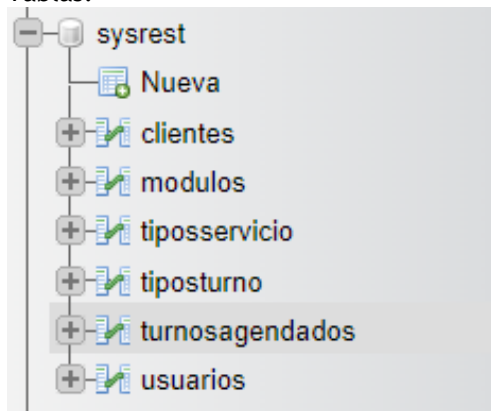 Tablas:
sysrest
Nueva
clientes
modulos
tiposservicio
tiposturno
turnosagendados
usuarios